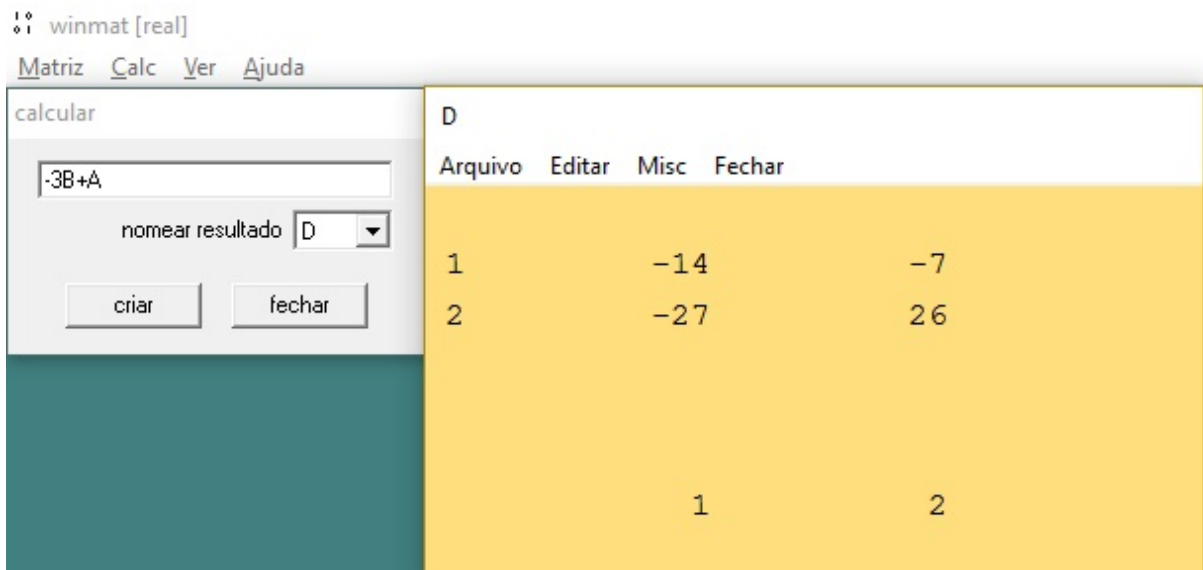 winmat [real]
Matriz Calc Ver Ajuda
calcular
-3B+A
nomear resultado D
criar fechar
D
Arquivo Editar Misc Fechar
1 -14 -7
2 -27 26
1 2